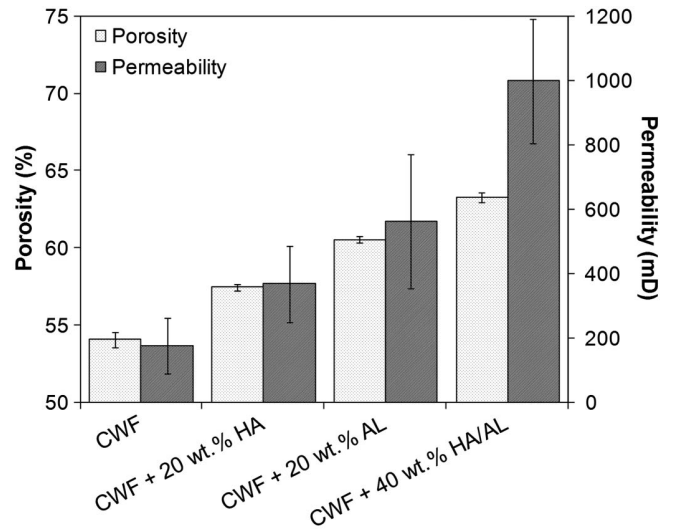 75
70
65
60
55
50
Porosity (%)
Porosity
Permeability
1200
1000
800
600
400
200
0
Permeability (mD)
CWF
CWF + 20 wt.% HA
CWF + 20 wt.% AL
CWF + 40 wt.% HA/AL